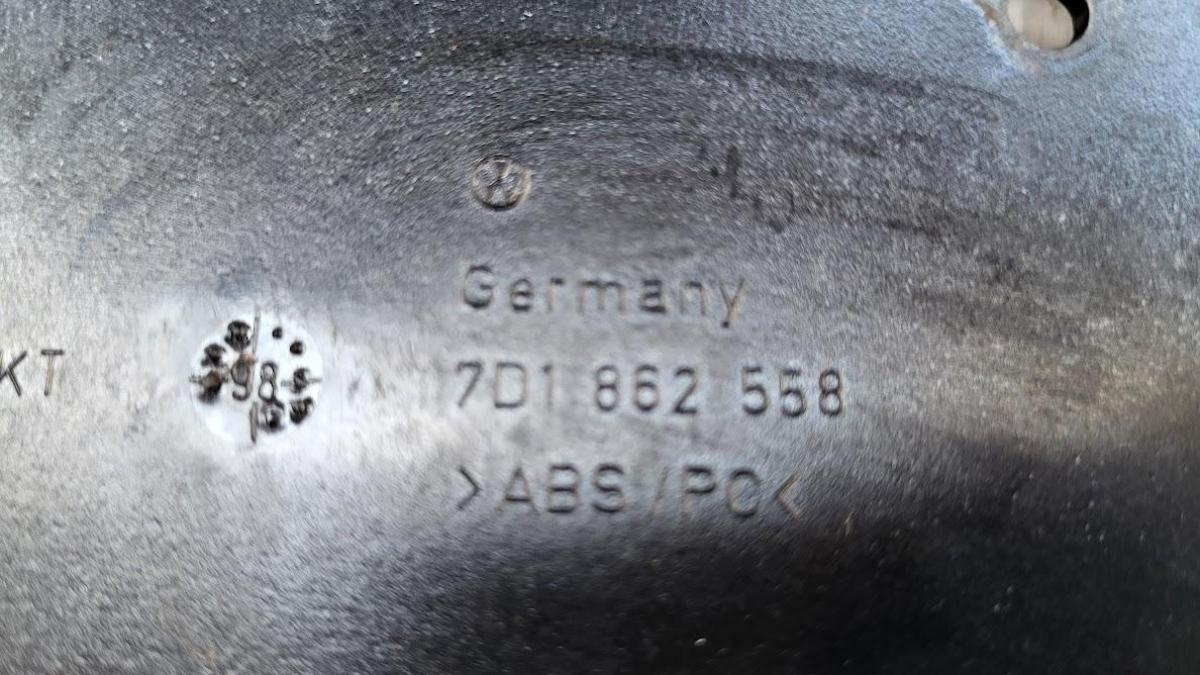 Germany
KT
98
7D1 862 558
>ABS/PC<